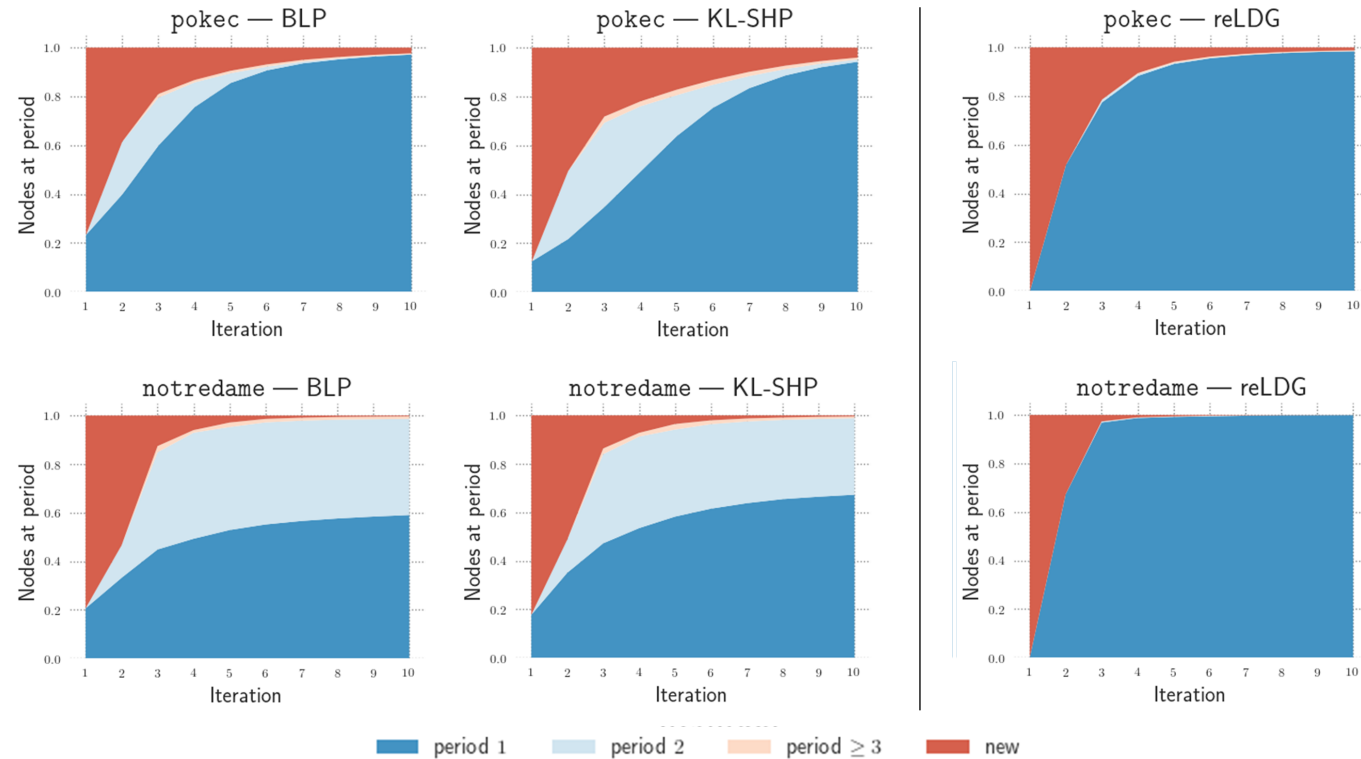 pokec — BLP
1.0
0.8
0.6
0.4
0.2
0.0
Nodes at period
1 2 3 4 5 6 7 8 9 10
Iteration
pokec — KL-SHP
1.0
0.8
0.6
0.4
0.2
0.0
Nodes at period
1 2 3 4 5 6 7 8 9 10
Iteration
pokec — reLDG
1.0
0.8
0.6
0.4
0.2
0.0
Nodes at period
1 2 3 4 5 6 7 8 9 10
Iteration
notredame — BLP
1.0
0.8
0.6
0.4
0.2
0.0
Nodes at period
1 2 3 4 5 6 7 8 9 10
Iteration
notredame — KL-SHP
1.0
0.8
0.6
0.4
0.2
0.0
Nodes at period
1 2 3 4 5 6 7 8 9 10
Iteration
notredame — reLDG
1.0
0.8
0.6
0.4
0.2
0.0
Nodes at period
1 2 3 4 5 6 7 8 9 10
Iteration
period 1 period 2 period ≥ 3 new